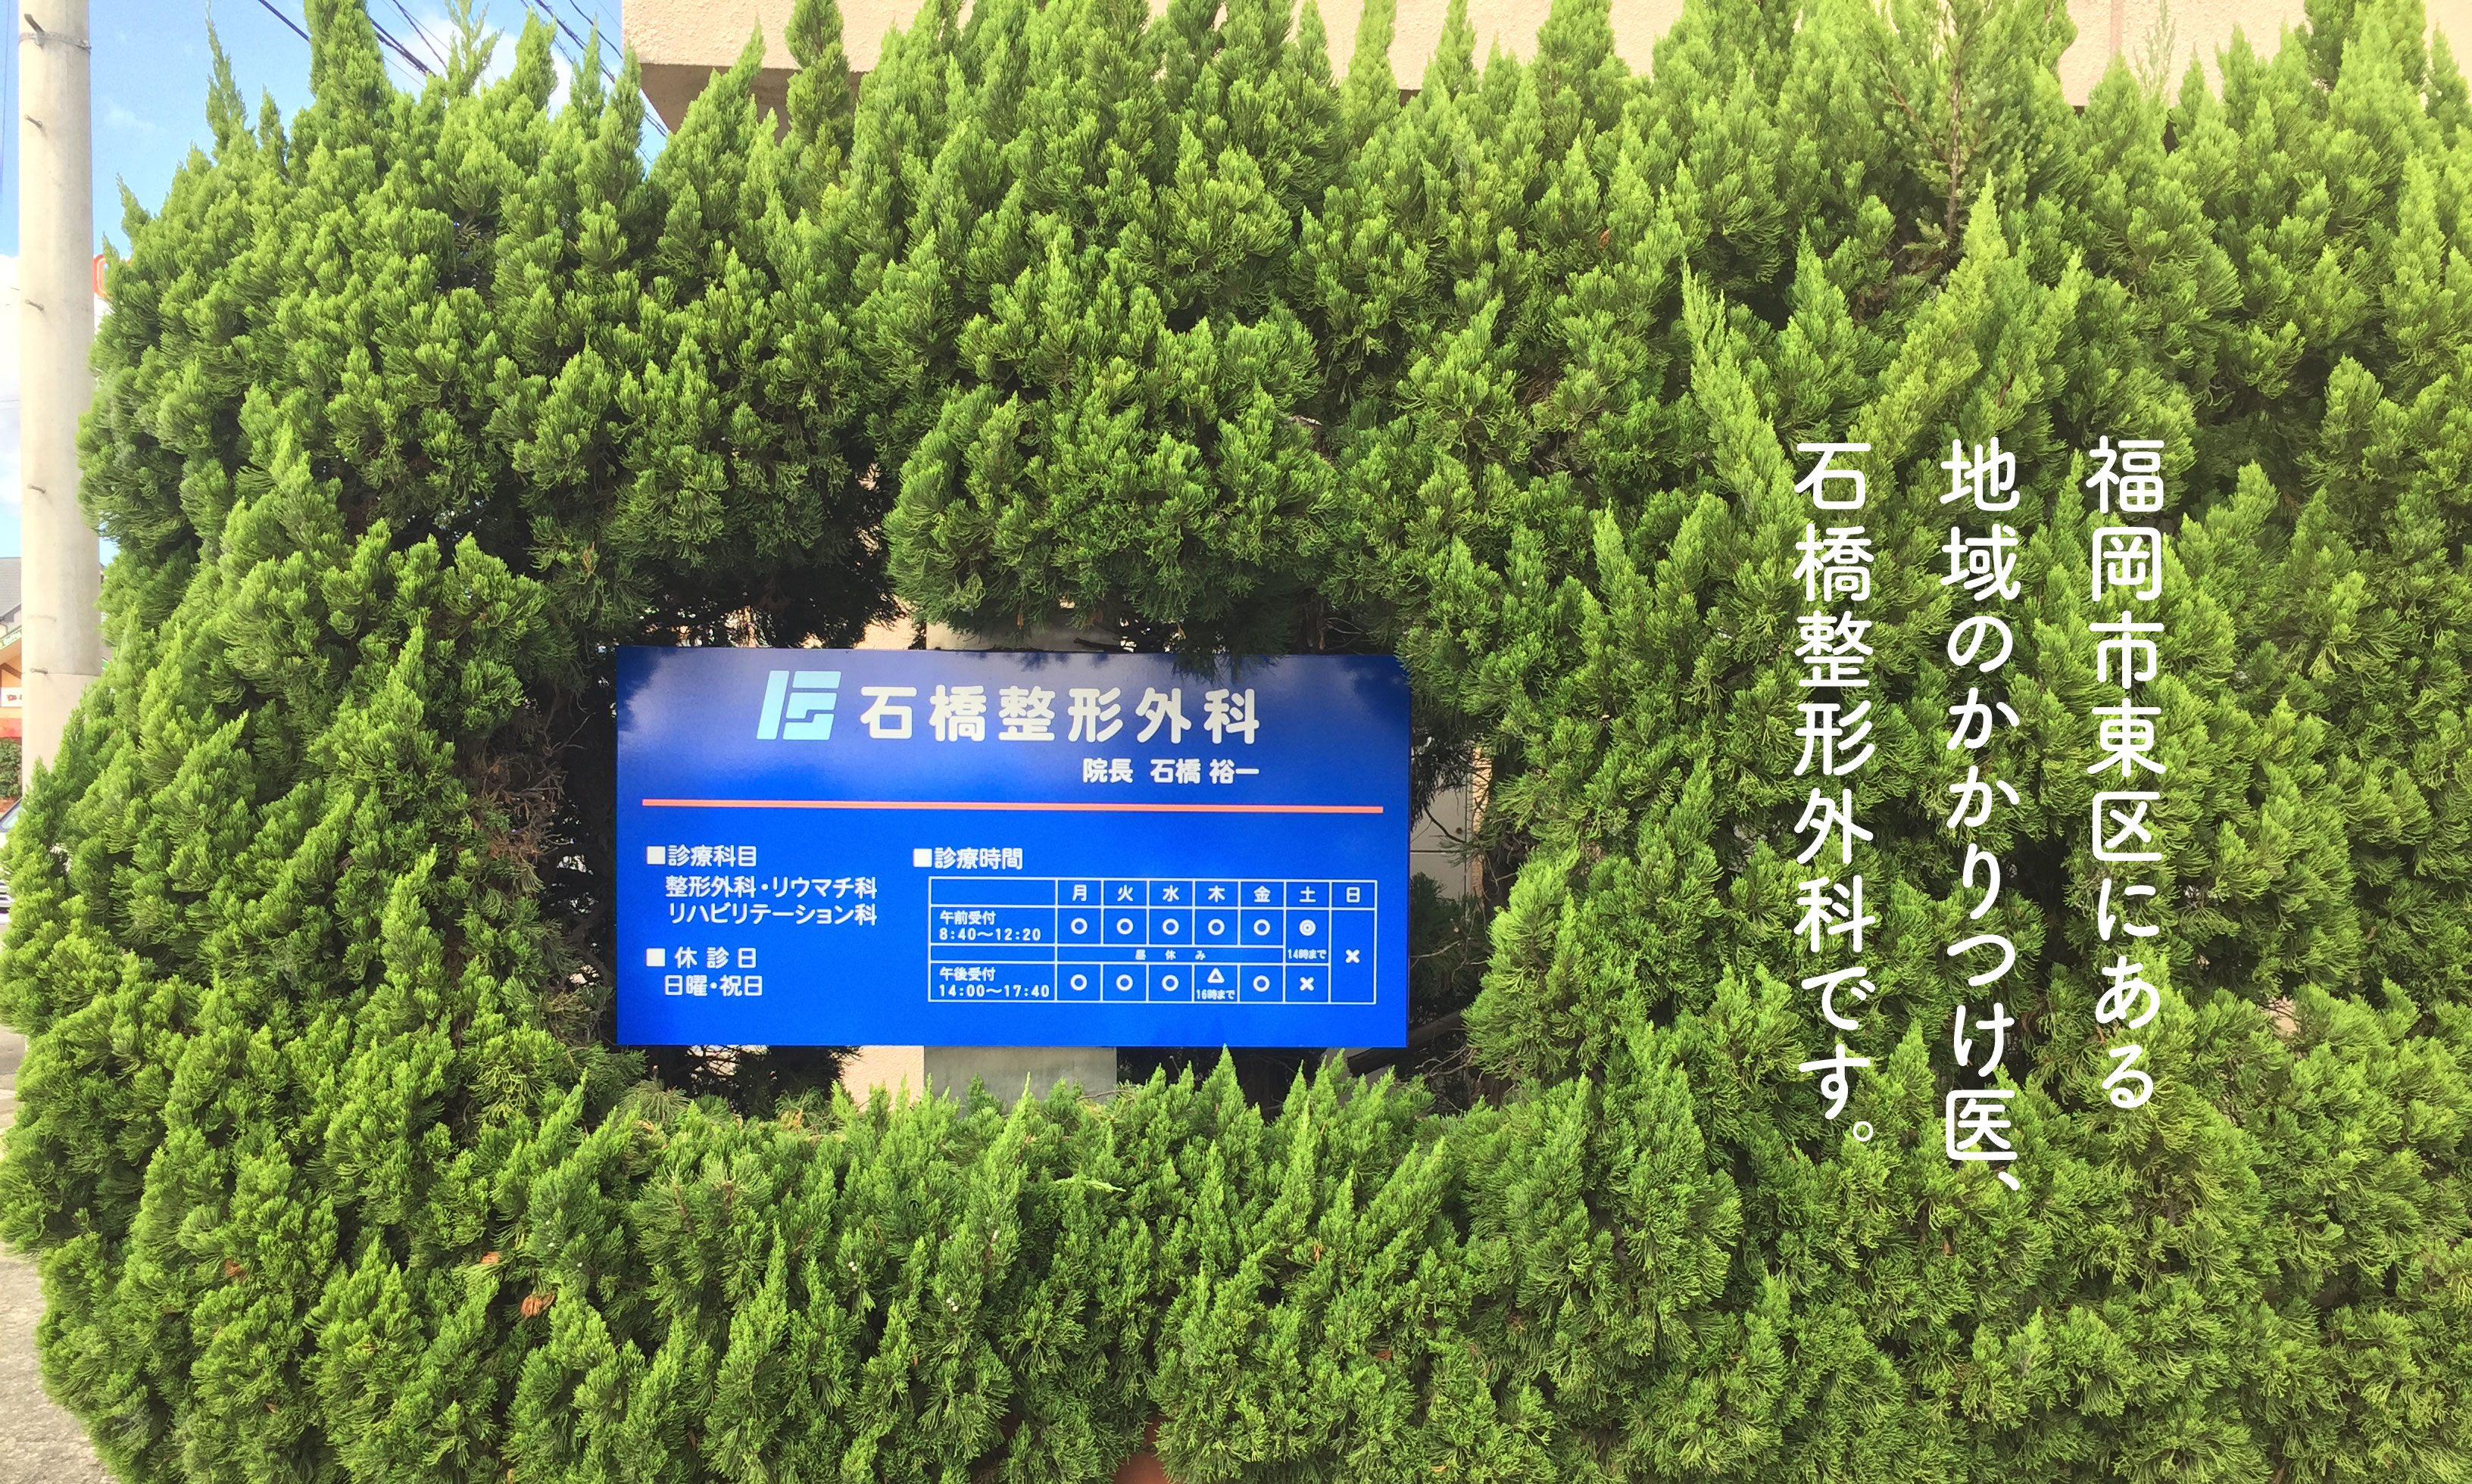 福岡市東区にある
地域のかかりつけ医、
石橋整形外科です。
石橋整形外科
院長 石橋 裕一
■診療科目
整形外科・リウマチ科
リハビリテーション科
■休診日
日曜・祝日
■診療時間
月 火 水 木 金 土 日
午前受付
8:40〜12:20 ○ ○ ○ ○ ○ ◎ ×
昼休み 14時まで
午後受付
14:00〜17:40 ○ ○ ○ △ ○ ×
16時まで